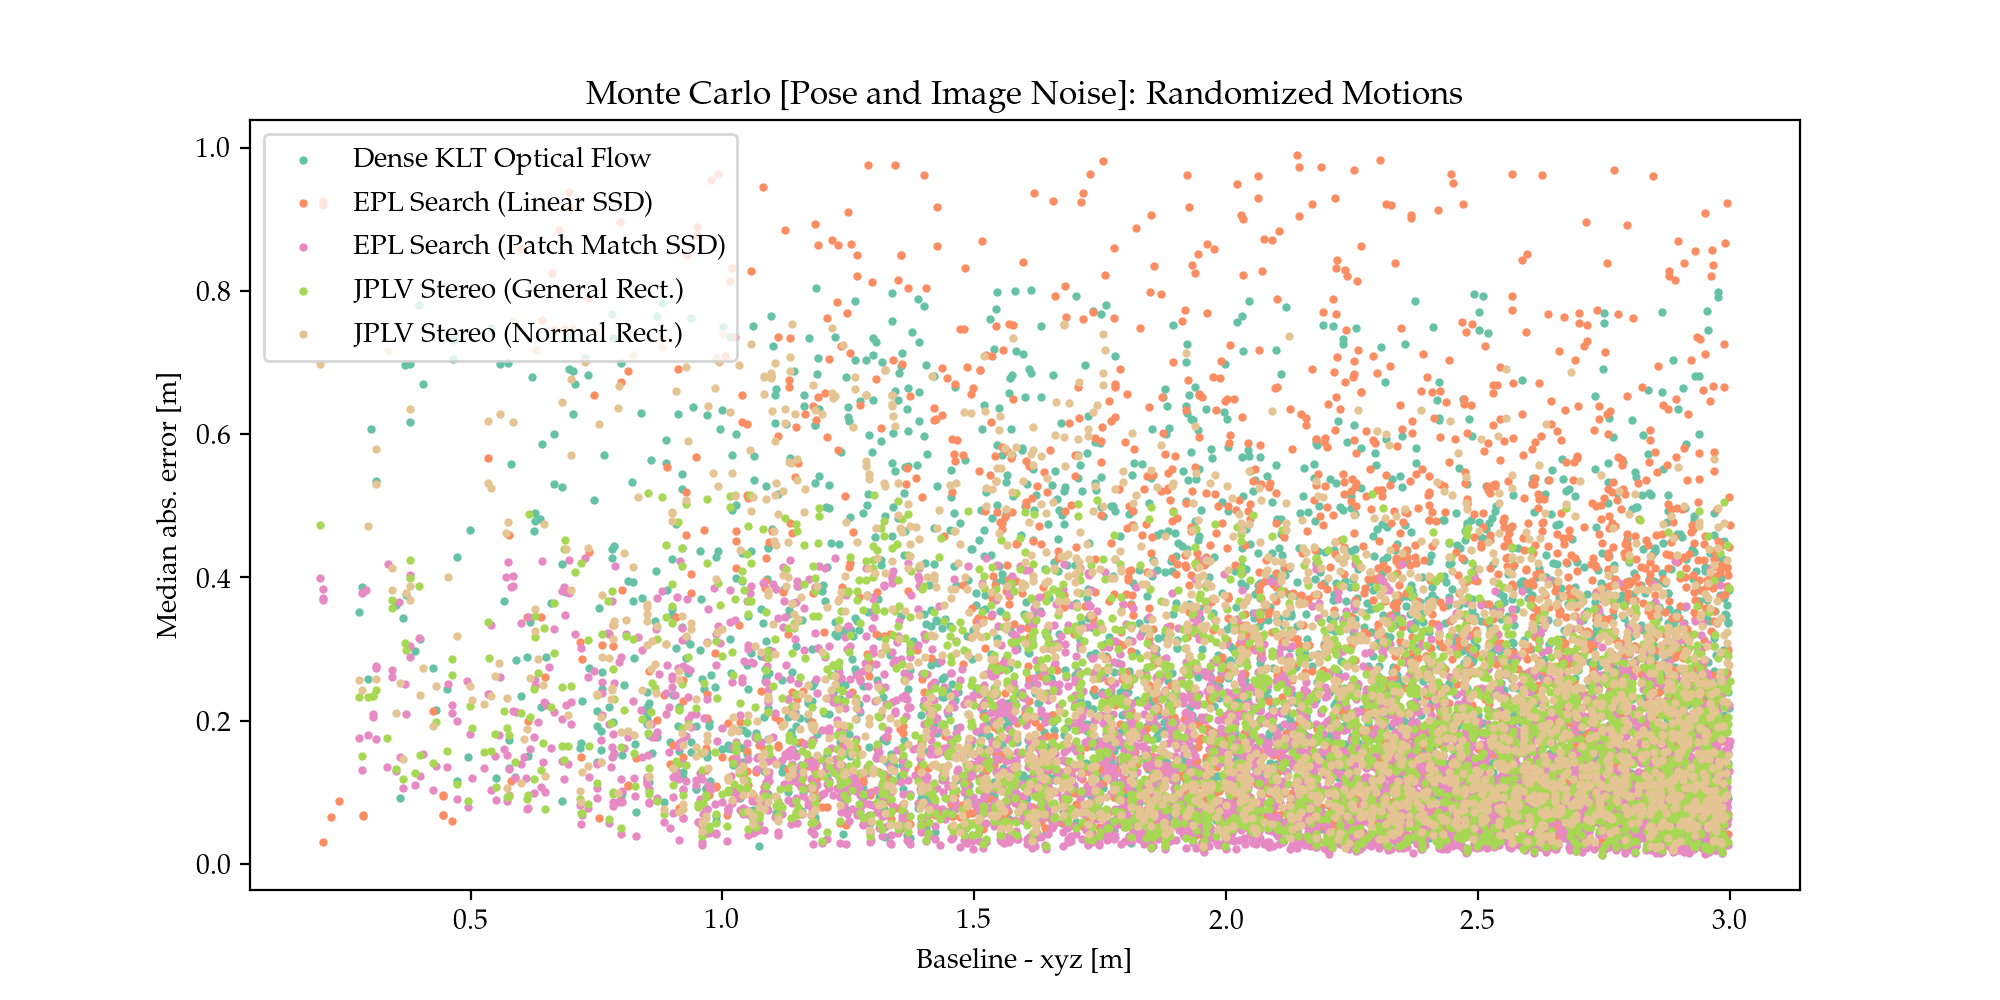 Monte Carlo [Pose and Image Noise]: Randomized Motions
Dense KLT Optical Flow
EPL Search (Linear SSD)
EPL Search (Patch Match SSD)
JPLV Stereo (General Rect.)
JPLV Stereo (Normal Rect.)
Median abs. error [m]
1.0
0.8
0.6
0.4
0.2
0.0
0.5 1.0 1.5 2.0 2.5 3.0
Baseline - xyz [m]